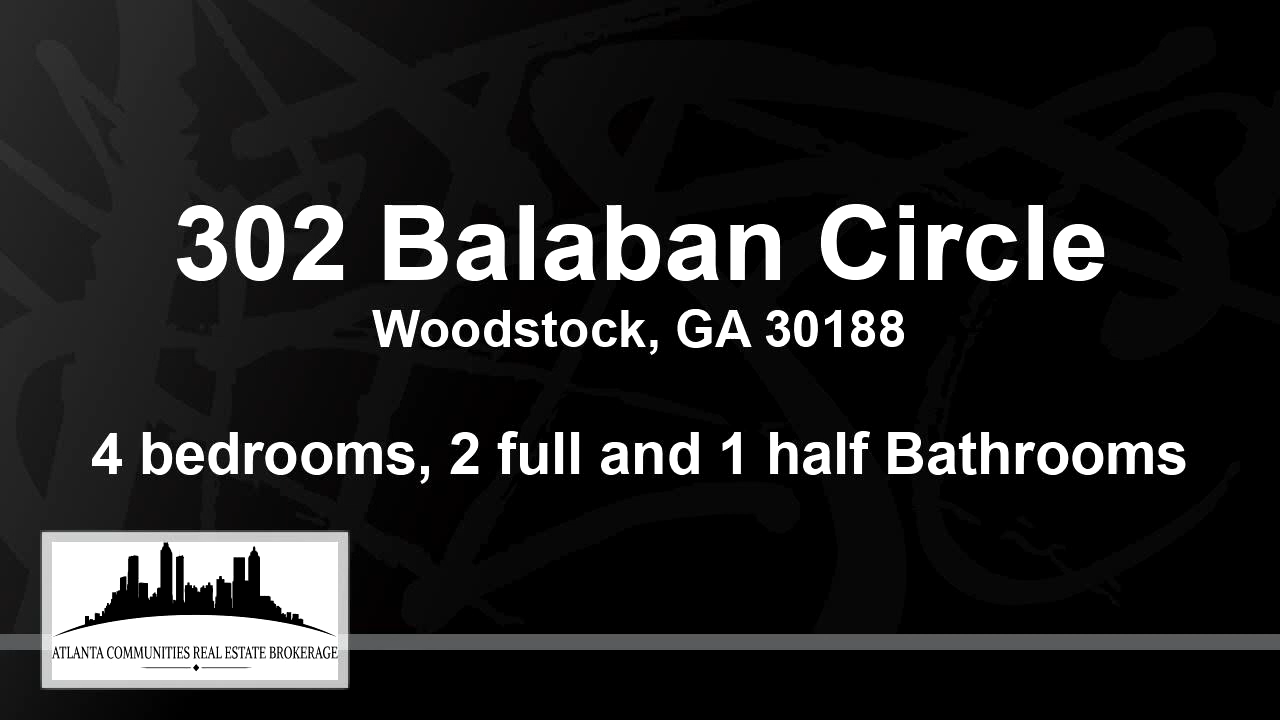 302 Balaban Circle
Woodstock, GA 30188
4 bedrooms, 2 full and 1 half Bathrooms
ATLANTA COMMUNITIES REAL ESTATE BROKERAGE